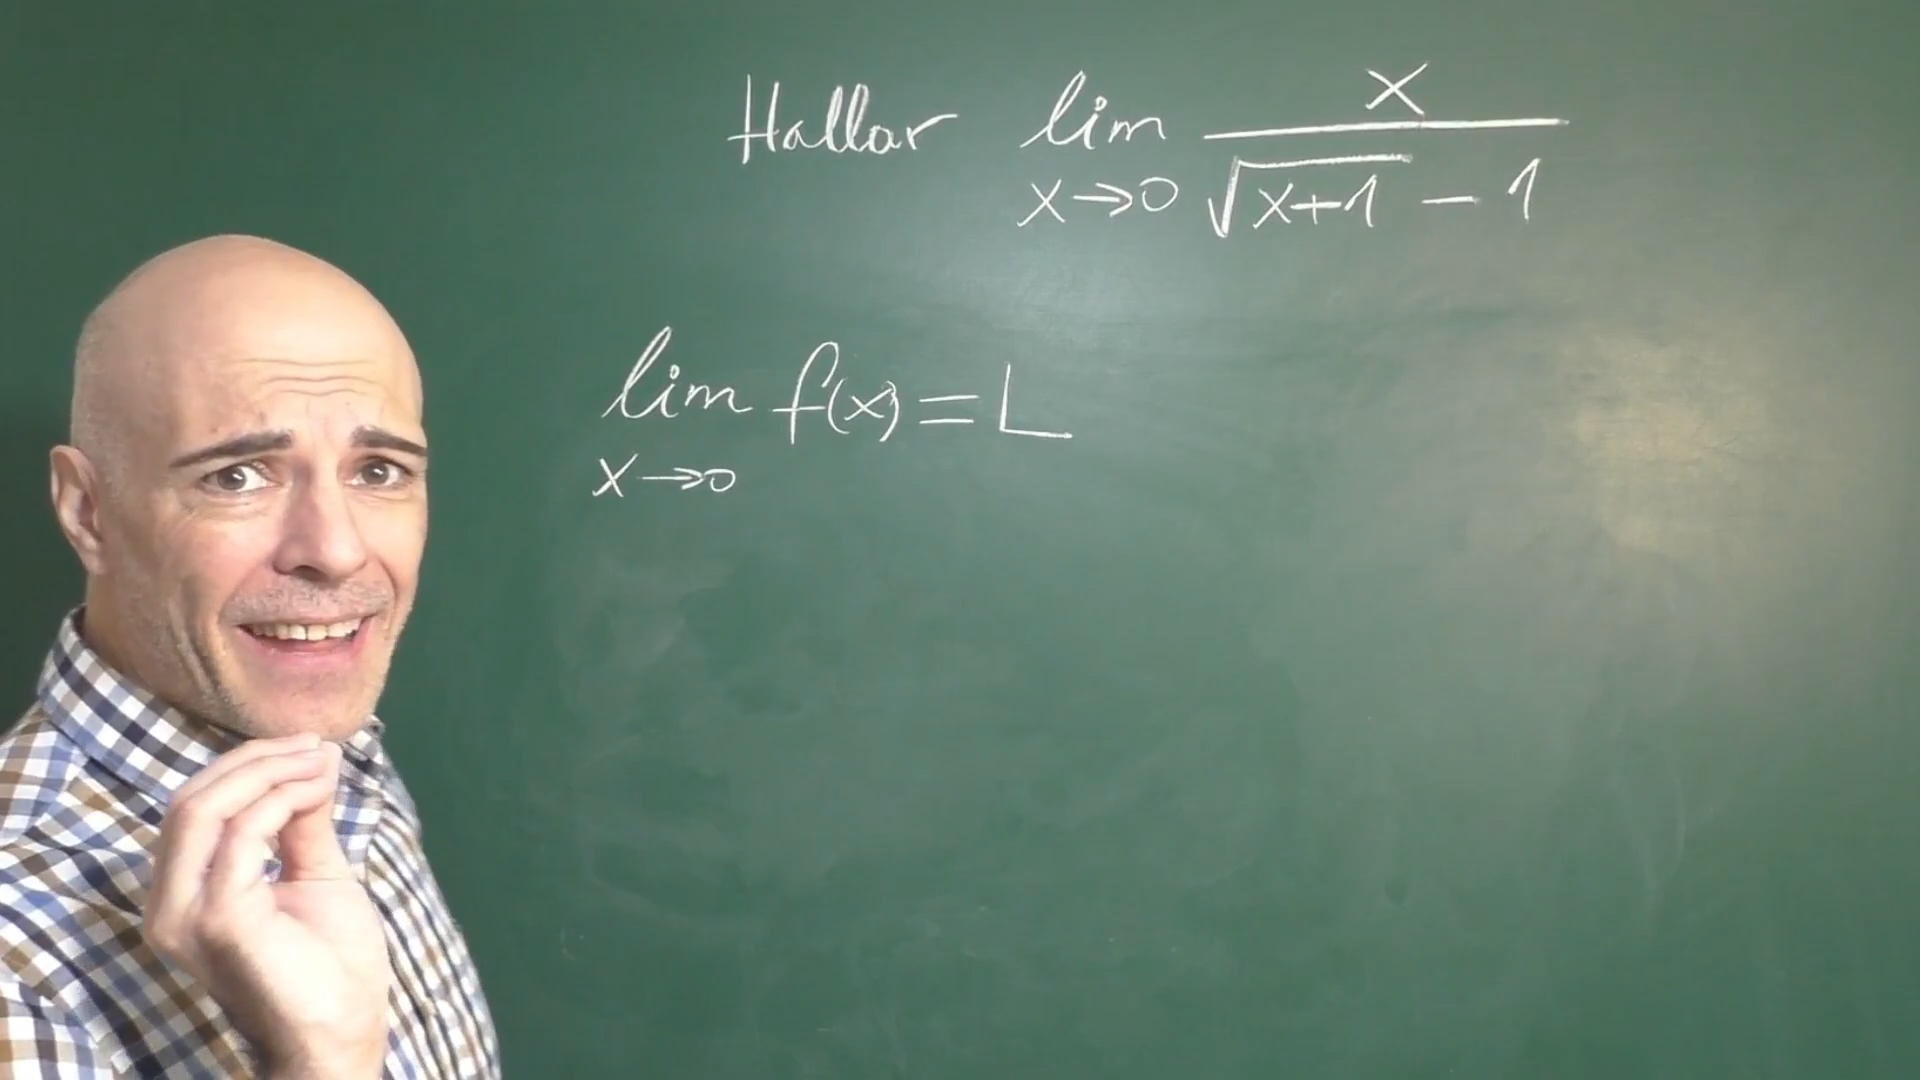 Hallar lim x→0 x / (√(x+1) - 1)
lim x→0 f(x) = L